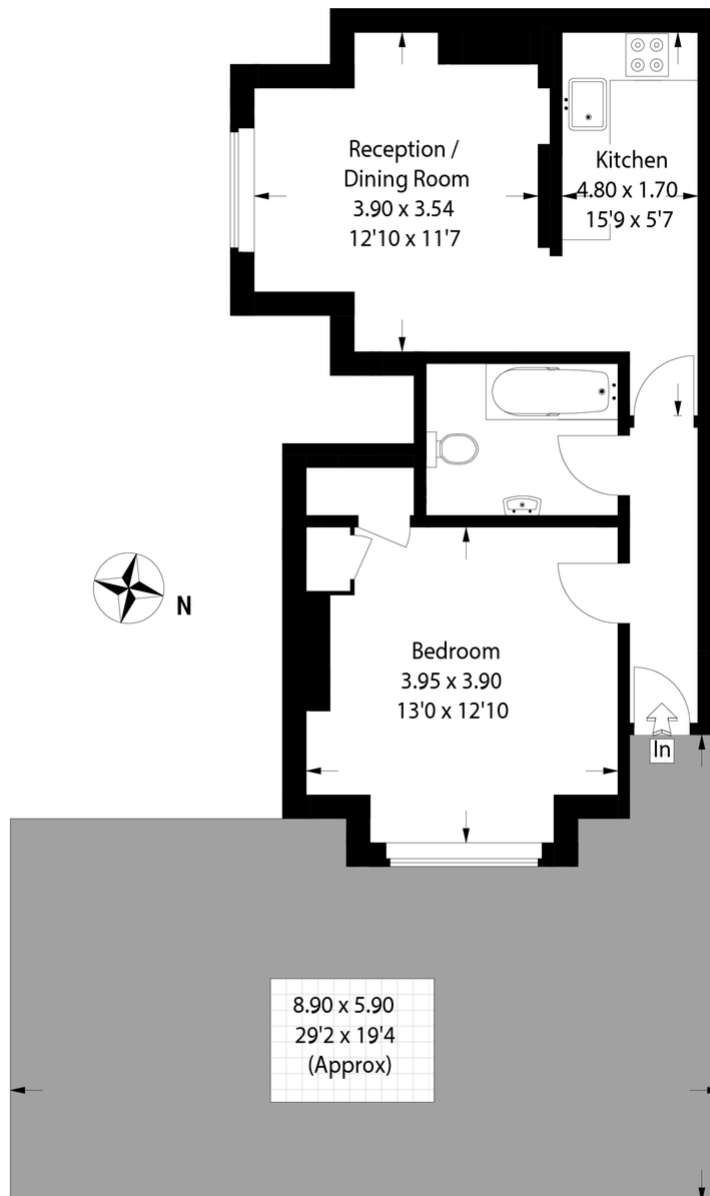 Reception /
Dining Room
3.90 x 3.54
12'10 x 11'7
Kitchen
4.80 x 1.70
15'9 x 5'7
N
Bedroom
3.95 x 3.90
13'0 x 12'10
In
8.90 x 5.90
29'2 x 19'4
(Approx)